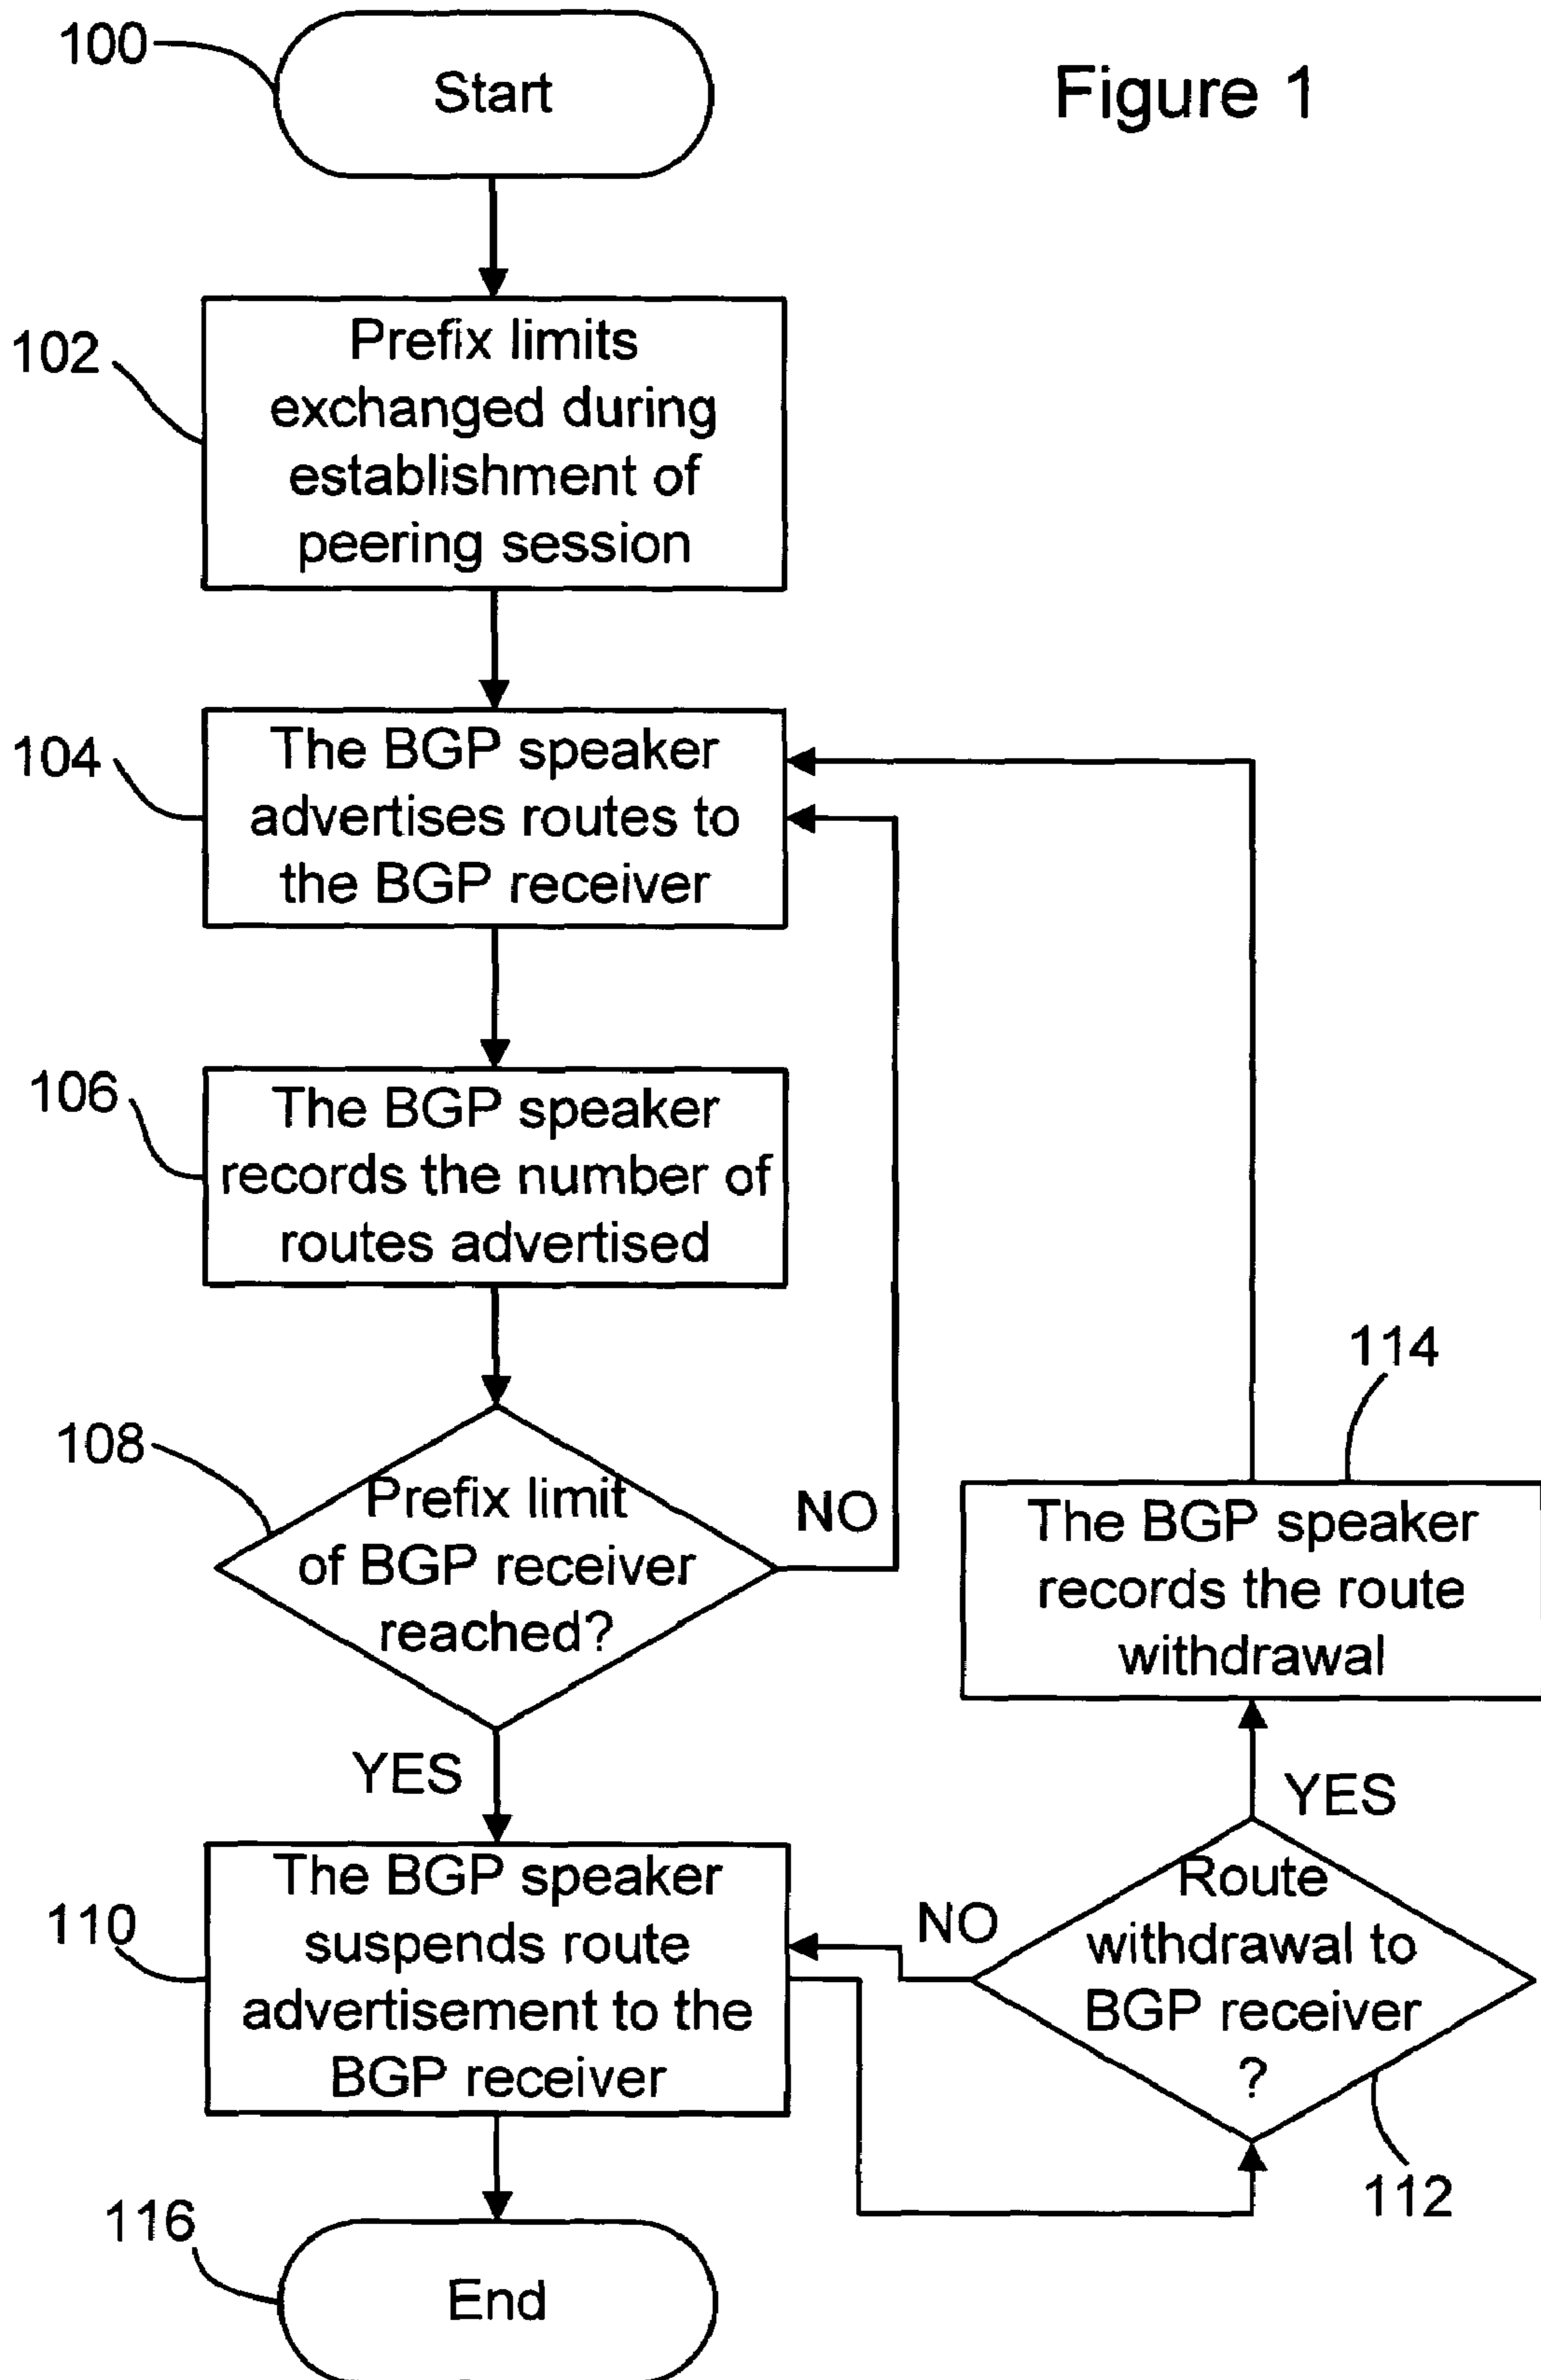 100
Start
Figure 1
102
Prefix limits
exchanged during
establishment of
peering session
104
The BGP speaker
advertises routes to
the BGP receiver
106
The BGP speaker
records the number of
routes advertised
108
Prefix limit
of BGP receiver
reached?
NO
YES
114
The BGP speaker
records the route
withdrawal
YES
110
The BGP speaker
suspends route
advertisement to the
BGP receiver
NO
Route
withdrawal to
BGP receiver
?
112
116
End